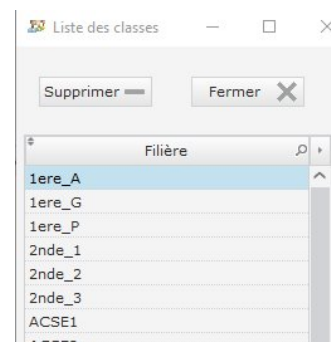 Liste des classes
Supprimer
Fermer
Filière
1ere_A
1ere_G
1ere_P
2nde_1
2nde_2
2nde_3
ACSE1